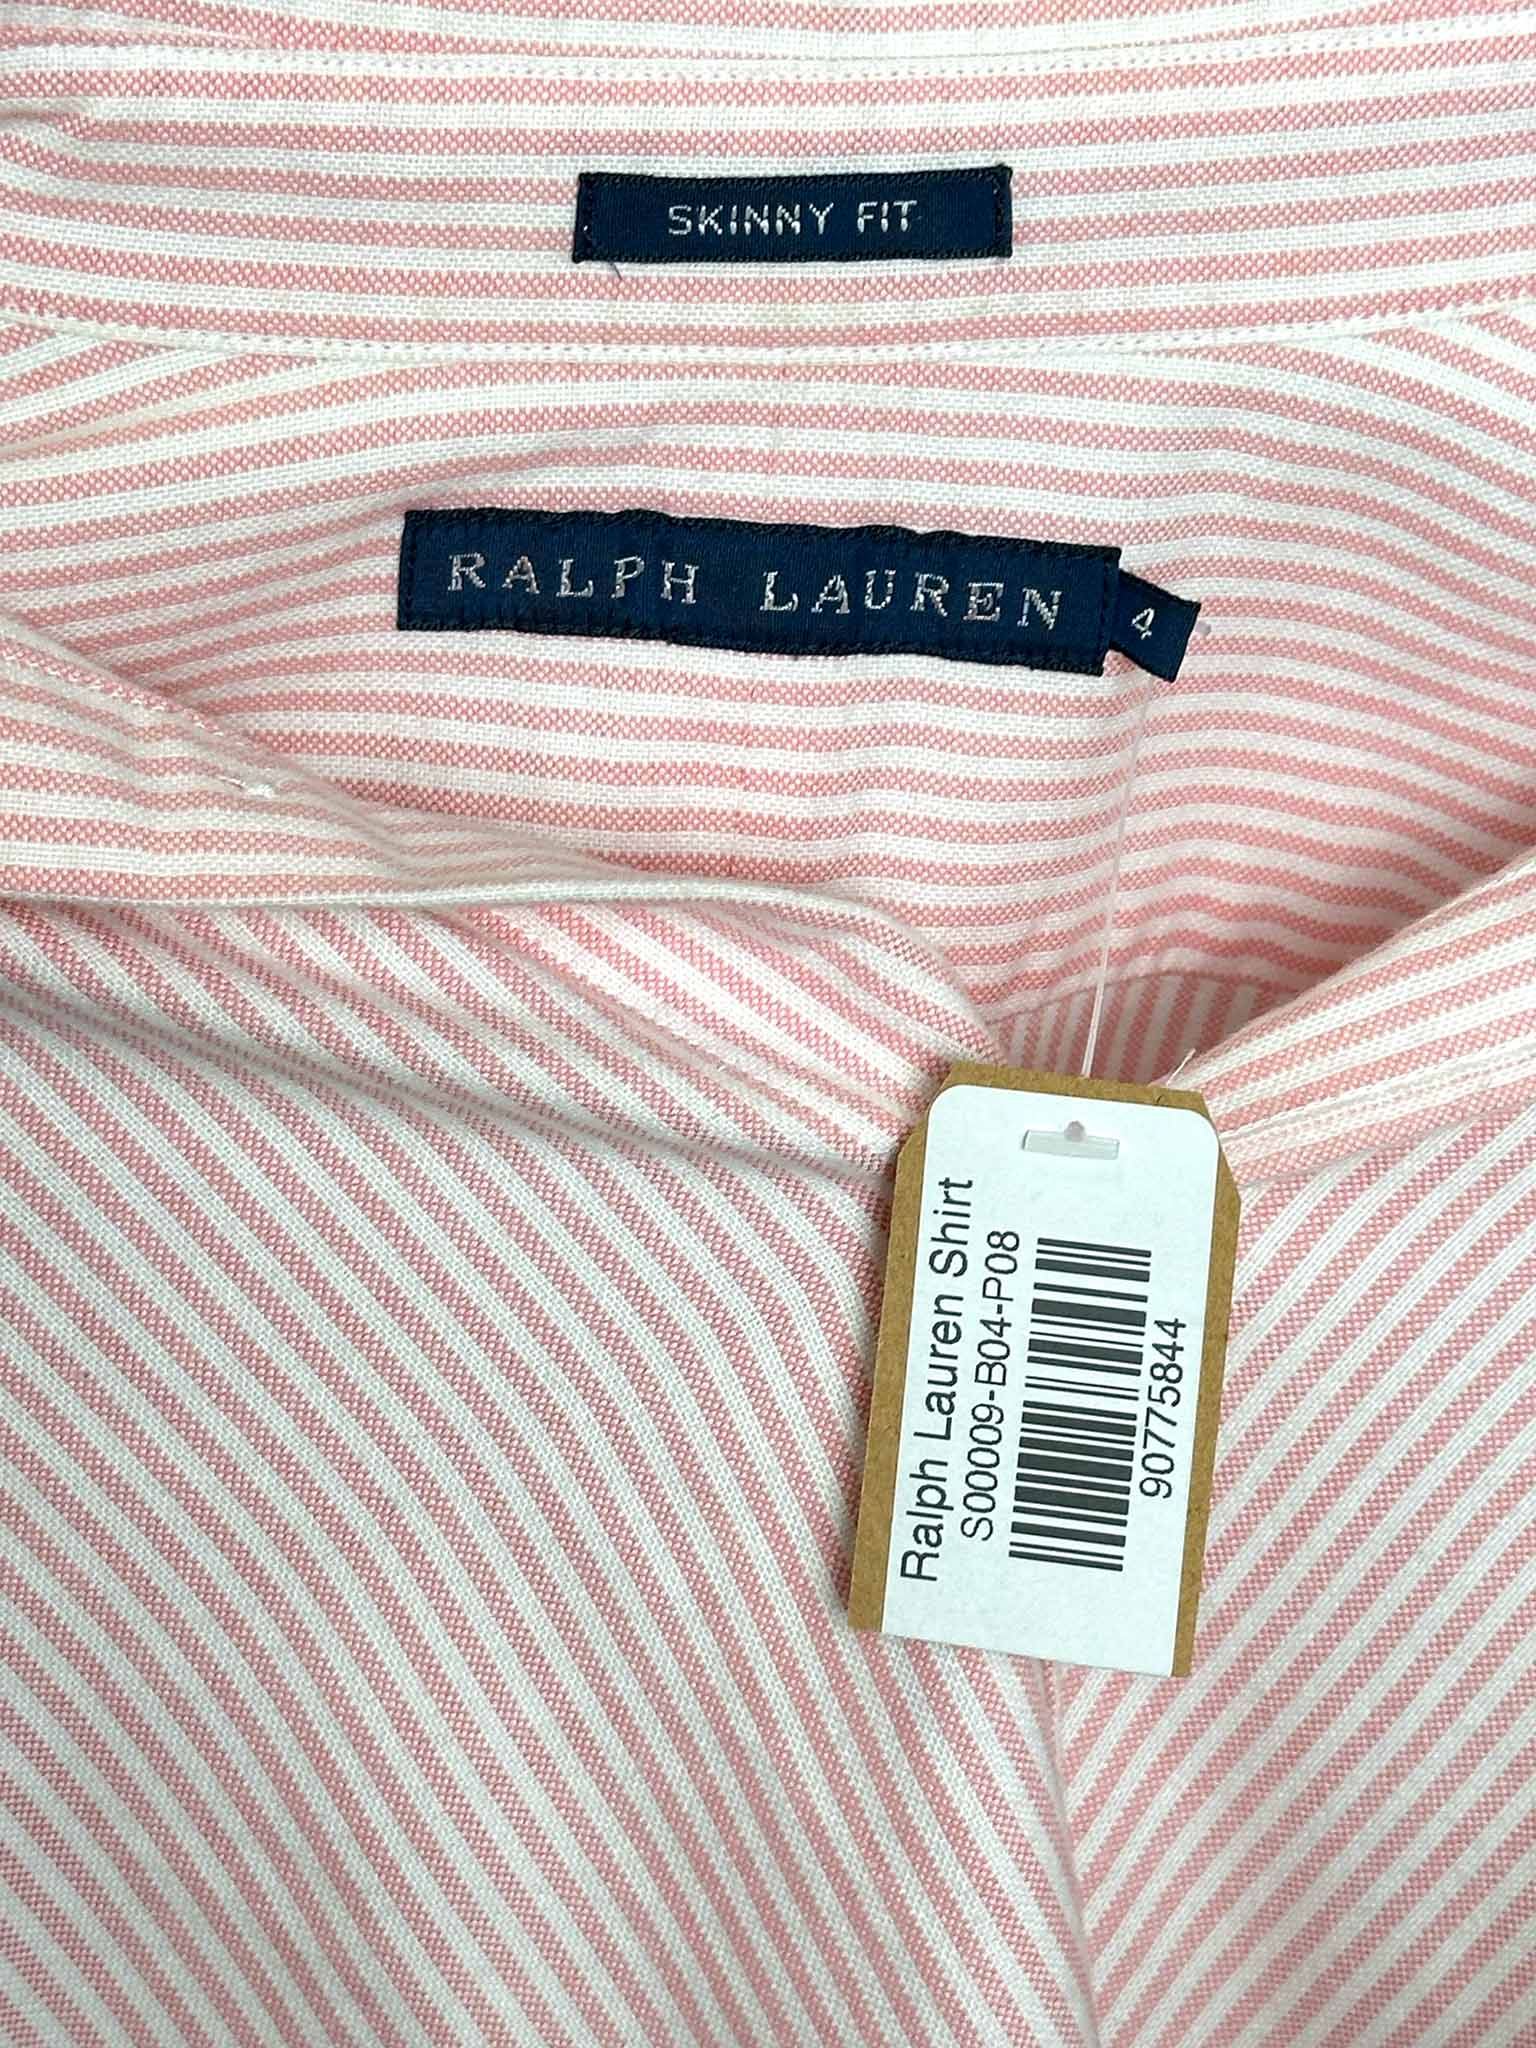 SKINNY FIT
RALPH LAUREN
4
Ralph Lauren Shirt
S00009-B04-P08
90775844